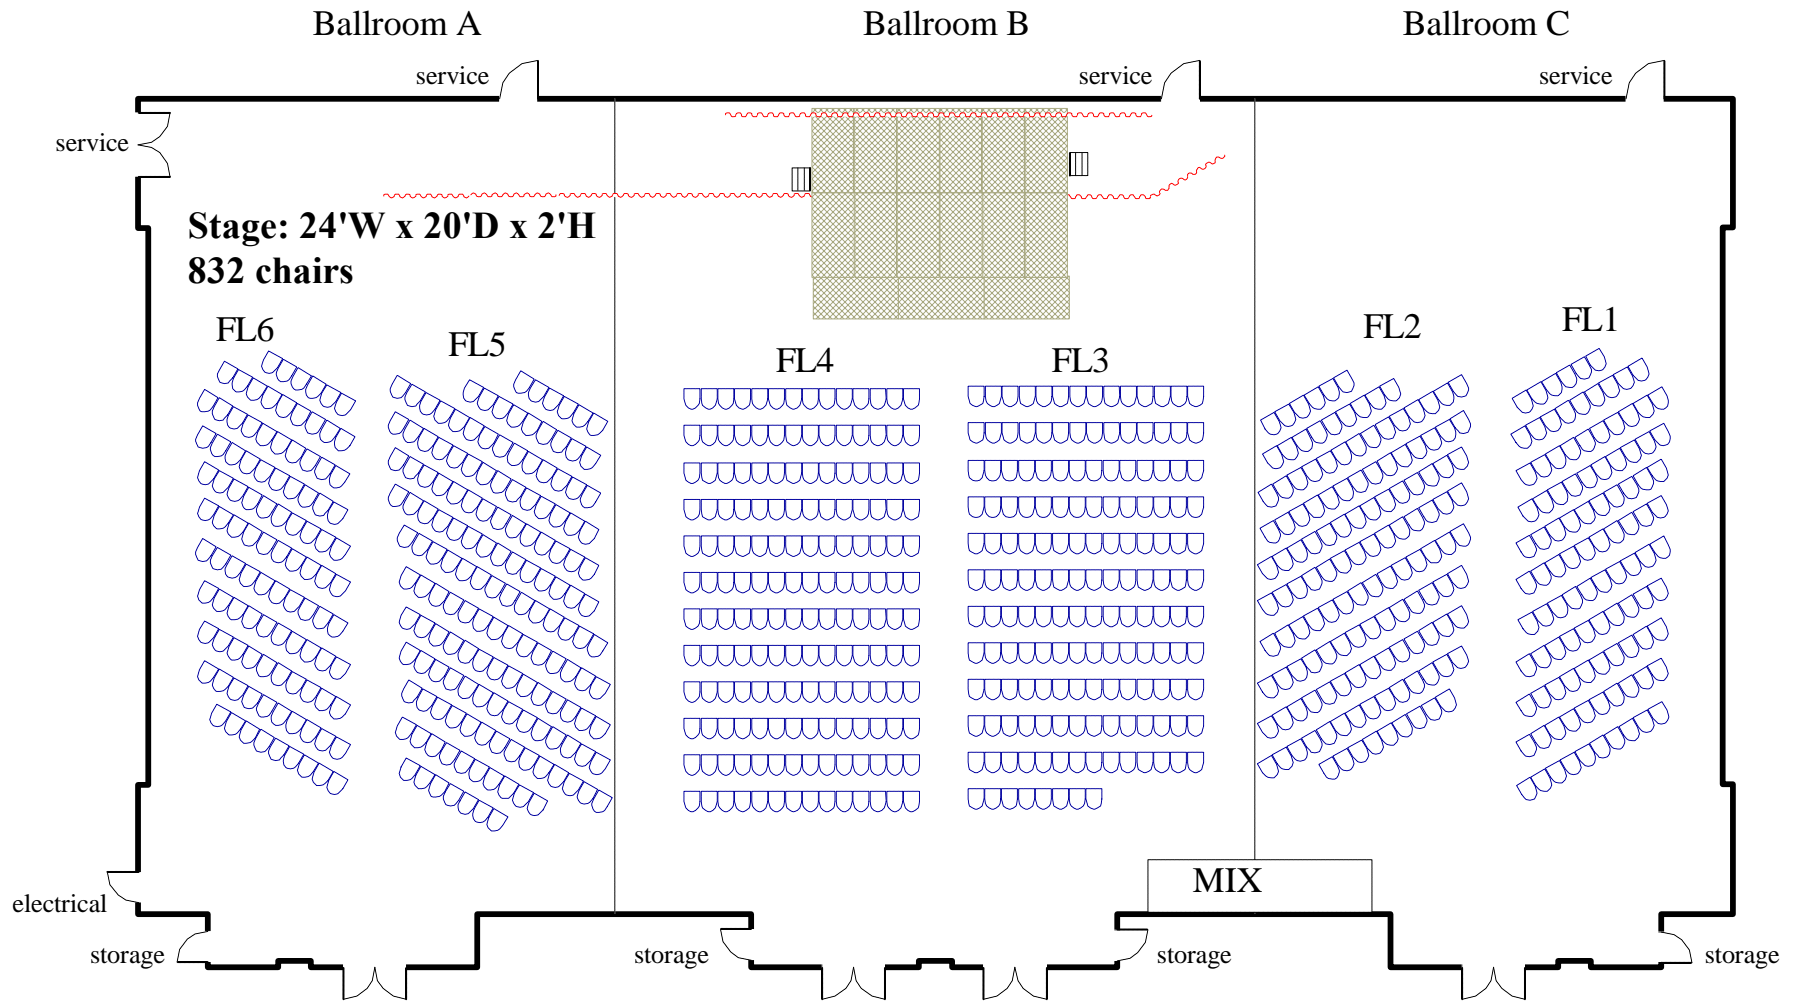 Ballroom A
Ballroom B
Ballroom C
service
service
service
service
Stage: 24'W x 20'D x 2'H
832 chairs
FL6
FL5
FL4
FL3
FL2
FL1
MIX
electrical
storage
storage
storage
storage